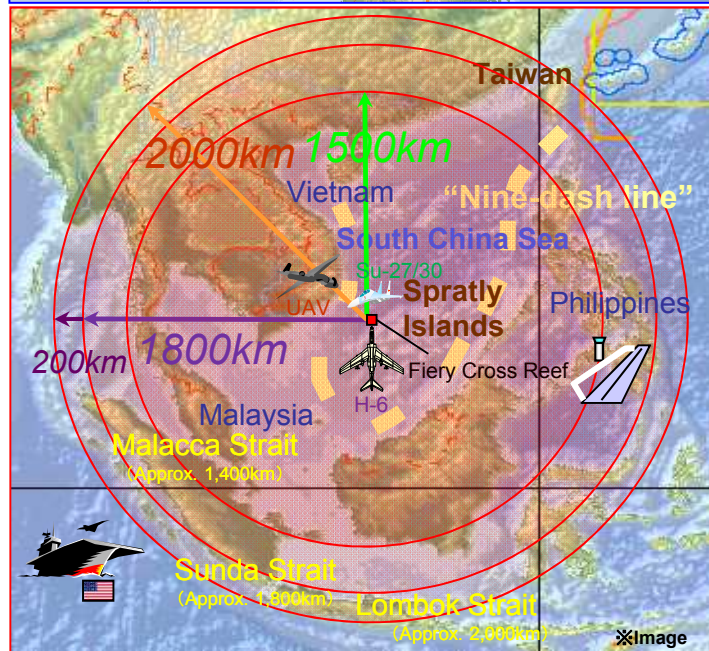 Taiwan
2000km
1500km
Vietnam
“Nine-dash line”
South China Sea
Su-27/30
UAV
Spratly
Islands
Philippines
200km
1800km
Fiery Cross Reef
H-6
Malaysia
Malacca Strait
(Approx. 1,400km)
Sunda Strait
(Approx. 1,800km)
Lombok Strait
(Approx. 2,000km)
※Image